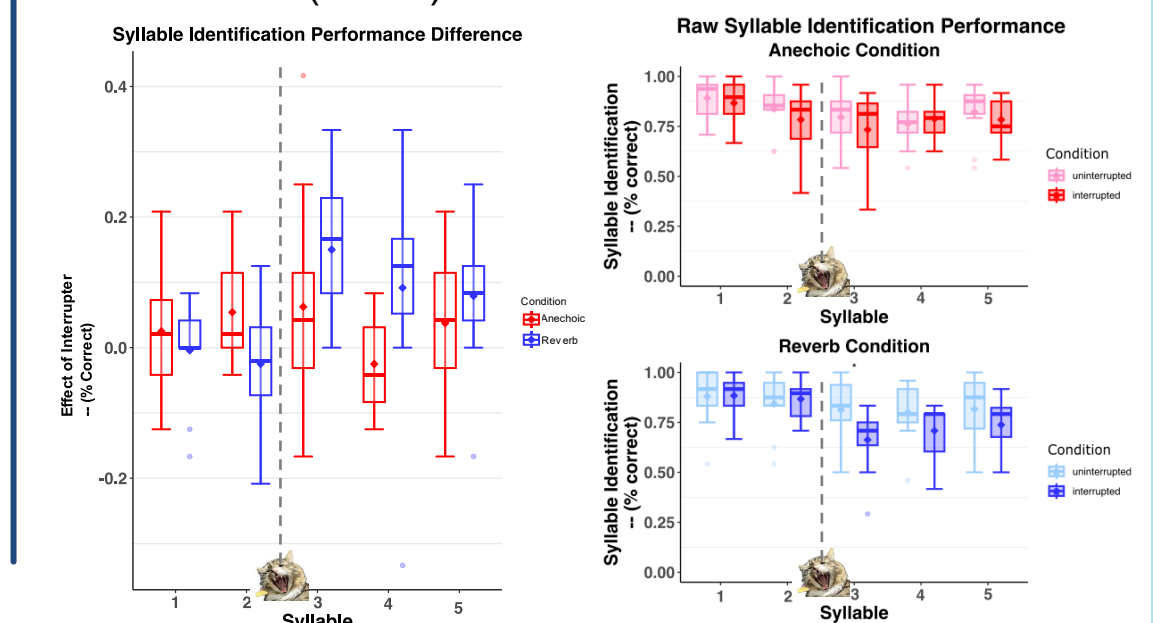 Syllable Identification Performance Difference
Effect of Interrupter
-- (% Correct)
0.4
0.2
0.0
-0.2
1
2
3
4
5
Syllable
Condition
Anechoic
Reverb
Raw Syllable Identification Performance
Anechoic Condition
Syllable Identification
-- (% correct)
1.00
0.75
0.50
0.25
0.00
1
2
3
4
5
Syllable
Condition
uninterrupted
interrupted
Reverb Condition
*
Syllable Identification
-- (% correct)
1.00
0.75
0.50
0.25
0.00
1
2
3
4
5
Syllable
Condition
uninterrupted
interrupted